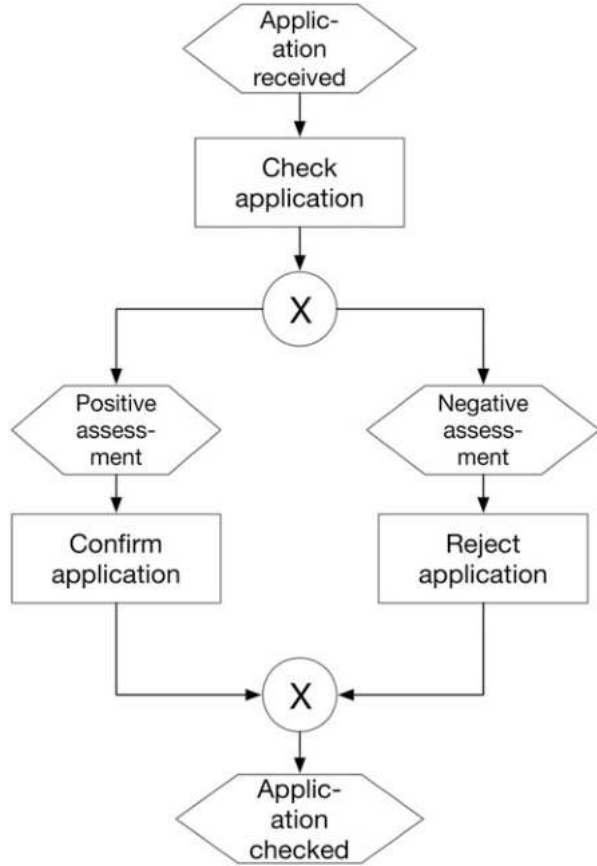 Applic-
ation
received
Check
application
X
Positive
assess-
ment
Negative
assess-
ment
Confirm
application
Reject
application
X
Applic-
ation
checked